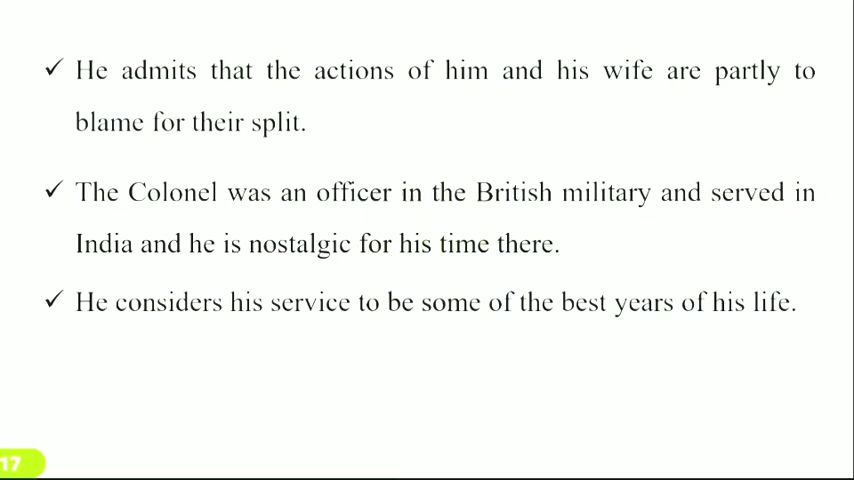 ✓ He admits that the actions of him and his wife are partly to
blame for their split.
✓ The Colonel was an officer in the British military and served in
India and he is nostalgic for his time there.
✓ He considers his service to be some of the best years of his life.
17